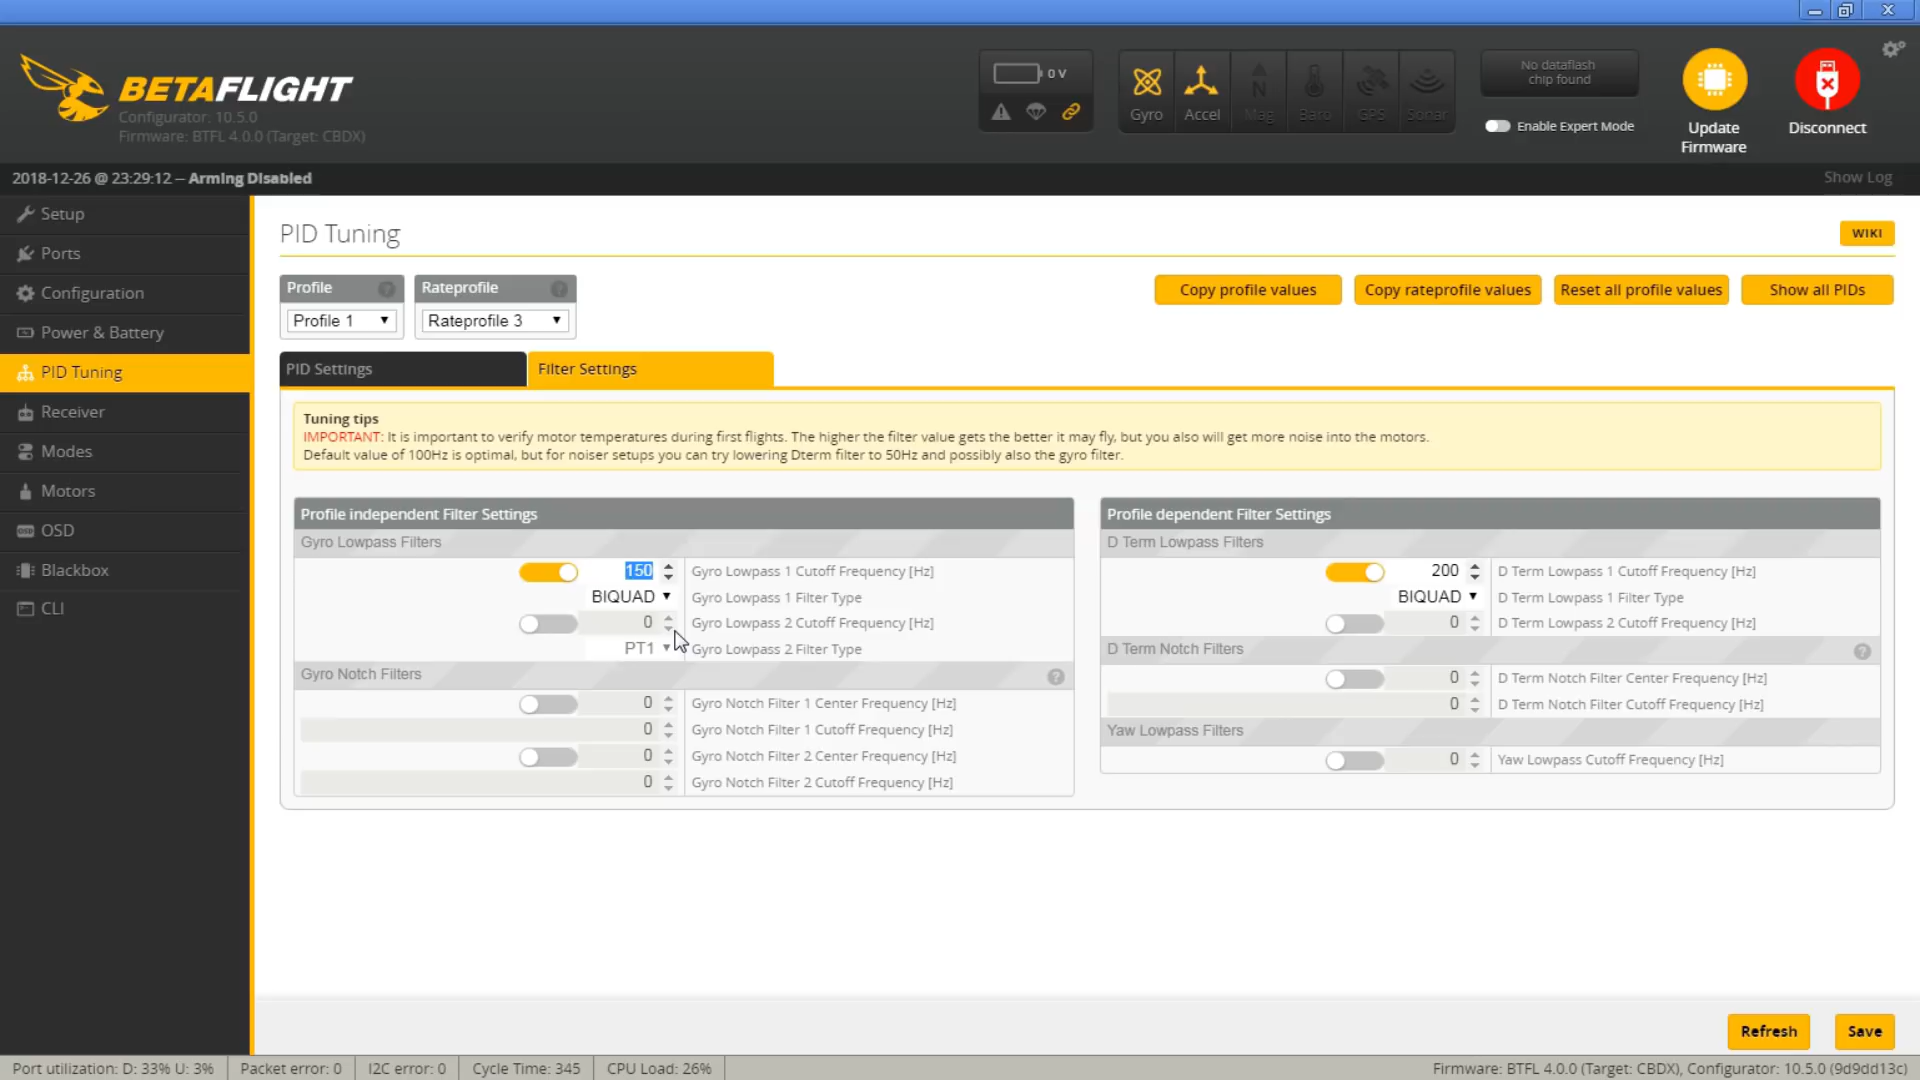 BETAFLIGHT
Configurator: 10.5.0
Firmware: BTFL 4.0.0 (Target: CBDX)
0 V
Gyro
Accel
Mag
Baro
GPS
Sonar
No dataflash
chip found
Enable Expert Mode
Update
Firmware
Disconnect
2018-12-26 @ 23:29:12 -- Arming Disabled
Show Log
Setup
Ports
Configuration
Power & Battery
PID Tuning
Receiver
Modes
Motors
OSD
Blackbox
CLI
PID Tuning
WIKI
Profile
Rateprofile
Profile 1
Rateprofile 3
Copy profile values
Copy rateprofile values
Reset all profile values
Show all PIDs
PID Settings
Filter Settings
Tuning tips
IMPORTANT: It is important to verify motor temperatures during first flights. The higher the filter value gets the better it may fly, but you also will get more noise into the motors.
Default value of 100Hz is optimal, but for noiser setups you can try lowering Dterm filter to 50Hz and possibly also the gyro filter.
Profile independent Filter Settings
Gyro Lowpass Filters
150 Gyro Lowpass 1 Cutoff Frequency [Hz]
BIQUAD Gyro Lowpass 1 Filter Type
0 Gyro Lowpass 2 Cutoff Frequency [Hz]
PT1 Gyro Lowpass 2 Filter Type
Gyro Notch Filters
0 Gyro Notch Filter 1 Center Frequency [Hz]
0 Gyro Notch Filter 1 Cutoff Frequency [Hz]
0 Gyro Notch Filter 2 Center Frequency [Hz]
0 Gyro Notch Filter 2 Cutoff Frequency [Hz]
Profile dependent Filter Settings
D Term Lowpass Filters
200 D Term Lowpass 1 Cutoff Frequency [Hz]
BIQUAD D Term Lowpass 1 Filter Type
0 D Term Lowpass 2 Cutoff Frequency [Hz]
D Term Notch Filters
0 D Term Notch Filter Center Frequency [Hz]
0 D Term Notch Filter Cutoff Frequency [Hz]
Yaw Lowpass Filters
0 Yaw Lowpass Cutoff Frequency [Hz]
Refresh
Save
Port utilization: D: 33% U: 3%
Packet error: 0
I2C error: 0
Cycle Time: 345
CPU Load: 26%
Firmware: BTFL 4.0.0 (Target: CBDX), Configurator: 10.5.0 (9d9dd13c)